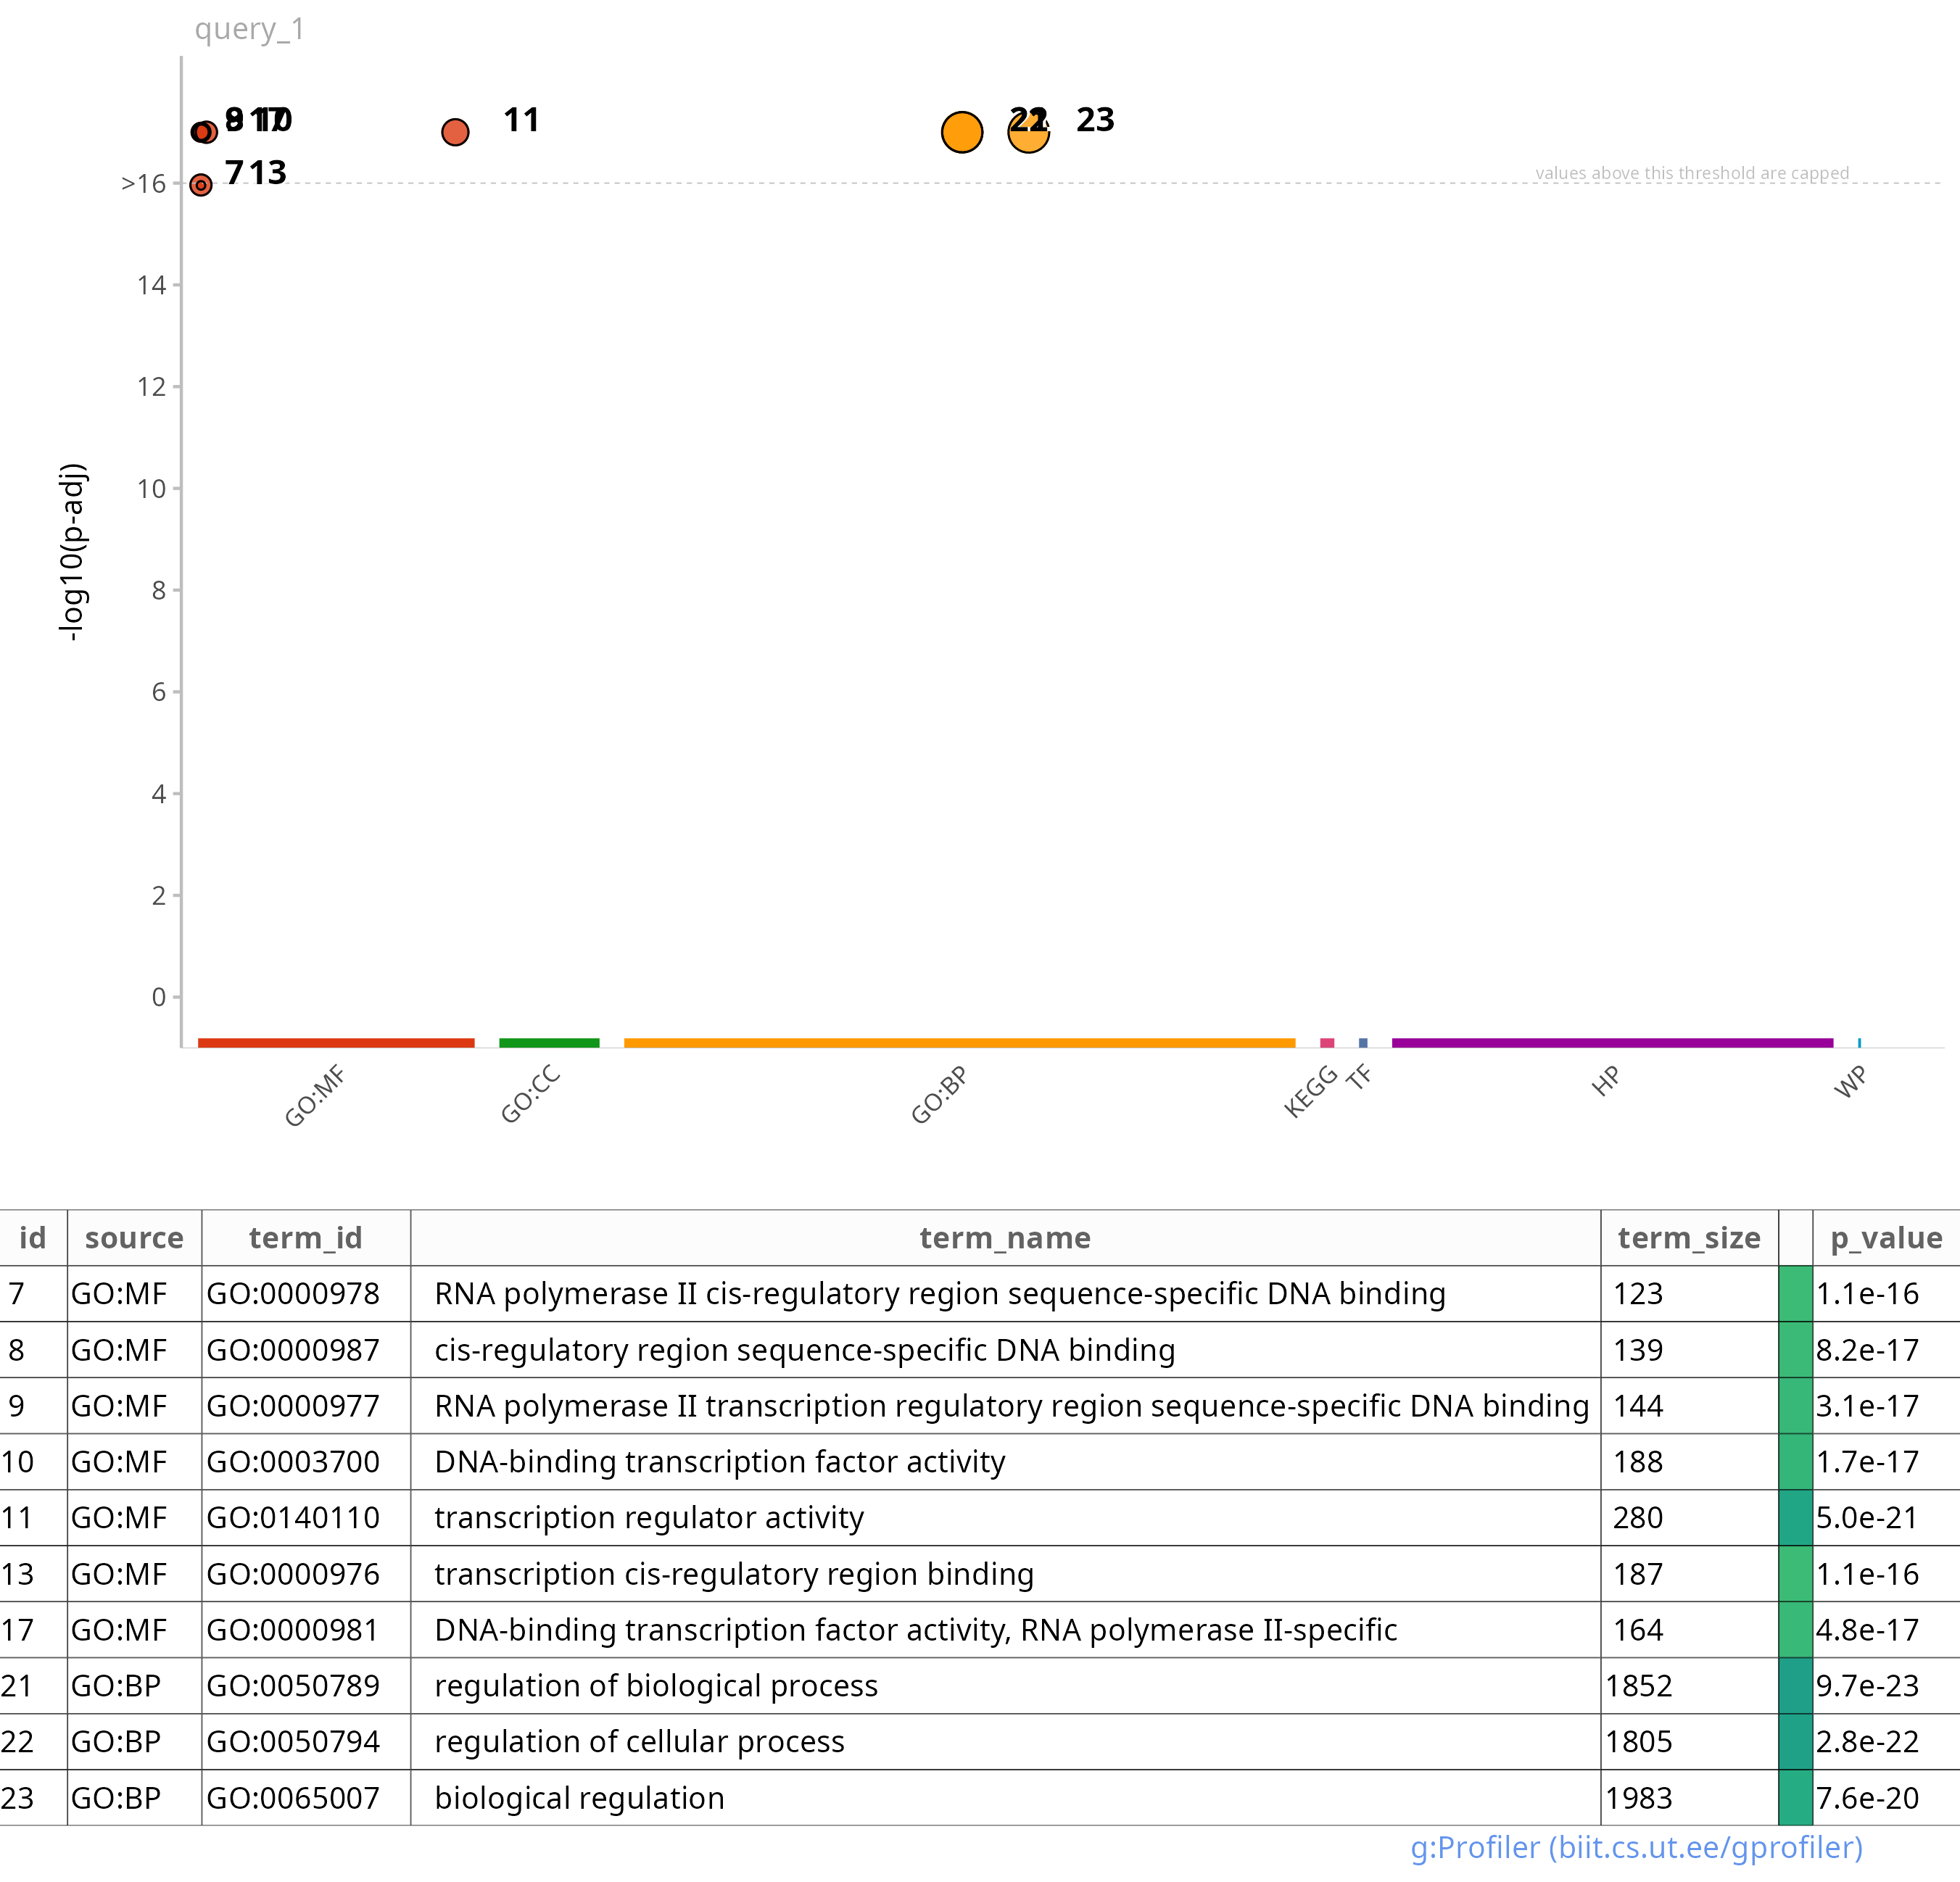 query_1
11
23
7 13
>16
values above this threshold are capped
14
12
10
8
6
4
2
0
-log10(p-adj)
GO:MF
GO:CC
GO:BP
KEGG
TF
HP
WP
id source term_id term_name term_size p_value
7 GO:MF GO:0000978 RNA polymerase II cis-regulatory region sequence-specific DNA binding 123 1.1e-16
8 GO:MF GO:0000987 cis-regulatory region sequence-specific DNA binding 139 8.2e-17
9 GO:MF GO:0000977 RNA polymerase II transcription regulatory region sequence-specific DNA binding 144 3.1e-17
10 GO:MF GO:0003700 DNA-binding transcription factor activity 188 1.7e-17
11 GO:MF GO:0140110 transcription regulator activity 280 5.0e-21
13 GO:MF GO:0000976 transcription cis-regulatory region binding 187 1.1e-16
17 GO:MF GO:0000981 DNA-binding transcription factor activity, RNA polymerase II-specific 164 4.8e-17
21 GO:BP GO:0050789 regulation of biological process 1852 9.7e-23
22 GO:BP GO:0050794 regulation of cellular process 1805 2.8e-22
23 GO:BP GO:0065007 biological regulation 1983 7.6e-20
g:Profiler (biit.cs.ut.ee/gprofiler)